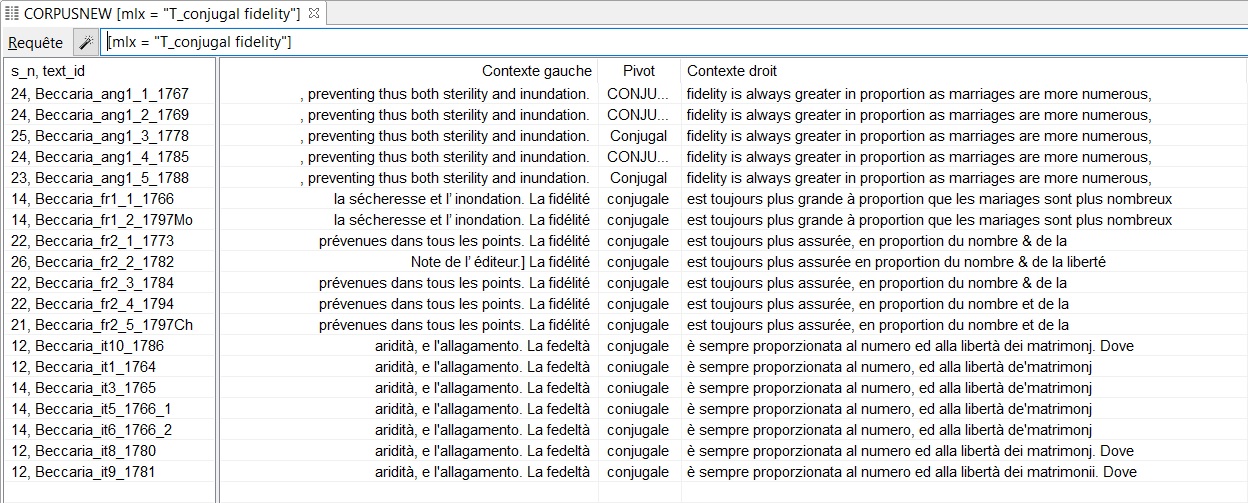 CORPUSNEW [mlx = "T_conjugal fidelity"]
Requête [mlx = "T_conjugal fidelity"]
s_n, text_id Contexte gauche Pivot Contexte droit
24, Beccaria_ang1_1_1767 , preventing thus both sterility and inundation. CONJU... fidelity is always greater in proportion as marriages are more numerous,
24, Beccaria_ang1_2_1769 , preventing thus both sterility and inundation. CONJU... fidelity is always greater in proportion as marriages are more numerous,
25, Beccaria_ang1_3_1778 , preventing thus both sterility and inundation. Conjugal fidelity is always greater in proportion as marriages are more numerous,
24, Beccaria_ang1_4_1785 , preventing thus both sterility and inundation. CONJU... fidelity is always greater in proportion as marriages are more numerous,
23, Beccaria_ang1_5_1788 , preventing thus both sterility and inundation. Conjugal fidelity is always greater in proportion as marriages are more numerous,
14, Beccaria_fr1_1_1766 la sécheresse et l' inondation. La fidélité conjugale est toujours plus grande à proportion que les mariages sont plus nombreux
14, Beccaria_fr1_2_1797Mo la sécheresse et l' inondation. La fidélité conjugale est toujours plus grande à proportion que les mariages sont plus nombreux
22, Beccaria_fr2_1_1773 prévenues dans tous les points. La fidélité conjugale est toujours plus assurée, en proportion du nombre & de la
26, Beccaria_fr2_2_1782 Note de l' éditeur.] La fidélité conjugale est toujours plus assurée en proportion du nombre & de la liberté
22, Beccaria_fr2_3_1784 prévenues dans tous les points. La fidélité conjugale est toujours plus assurée, en proportion du nombre & de la
22, Beccaria_fr2_4_1794 prévenues dans tous les points. La fidélité conjugale est toujours plus assurée, en proportion du nombre et de la
21, Beccaria_fr2_5_1797Ch prévenues dans tous les points. La fidélité conjugale est toujours plus assurée, en proportion du nombre et de la
12, Beccaria_it10_1786 aridità, e l'allagamento. La fedeltà coniugale è sempre proporzionata al numero ed alla libertà dei matrimonj. Dove
12, Beccaria_it1_1764 aridità, e l'allagamento. La fedeltà coniugale è sempre proporzionata al numero, ed alla libertà de'matrimonj
14, Beccaria_it3_1765 aridità, e l'allagamento. La fedeltà coniugale è sempre proporzionata al numero, ed alla libertà de'matrimonj
14, Beccaria_it5_1766_1 aridità, e l'allagamento. La fedeltà coniugale è sempre proporzionata al numero, ed alla libertà de'matrimonj
14, Beccaria_it6_1766_2 aridità, e l'allagamento. La fedeltà coniugale è sempre proporzionata al numero, ed alla libertà de'matrimonj
12, Beccaria_it8_1780 aridità, e l'allagamento. La fedeltà coniugale è sempre proporzionata al numero ed alla libertà dei matrimonj. Dove
12, Beccaria_it9_1781 aridità, e l'allagamento. La fedeltà coniugale è sempre proporzionata al numero ed alla libertà dei matrimonii. Dove